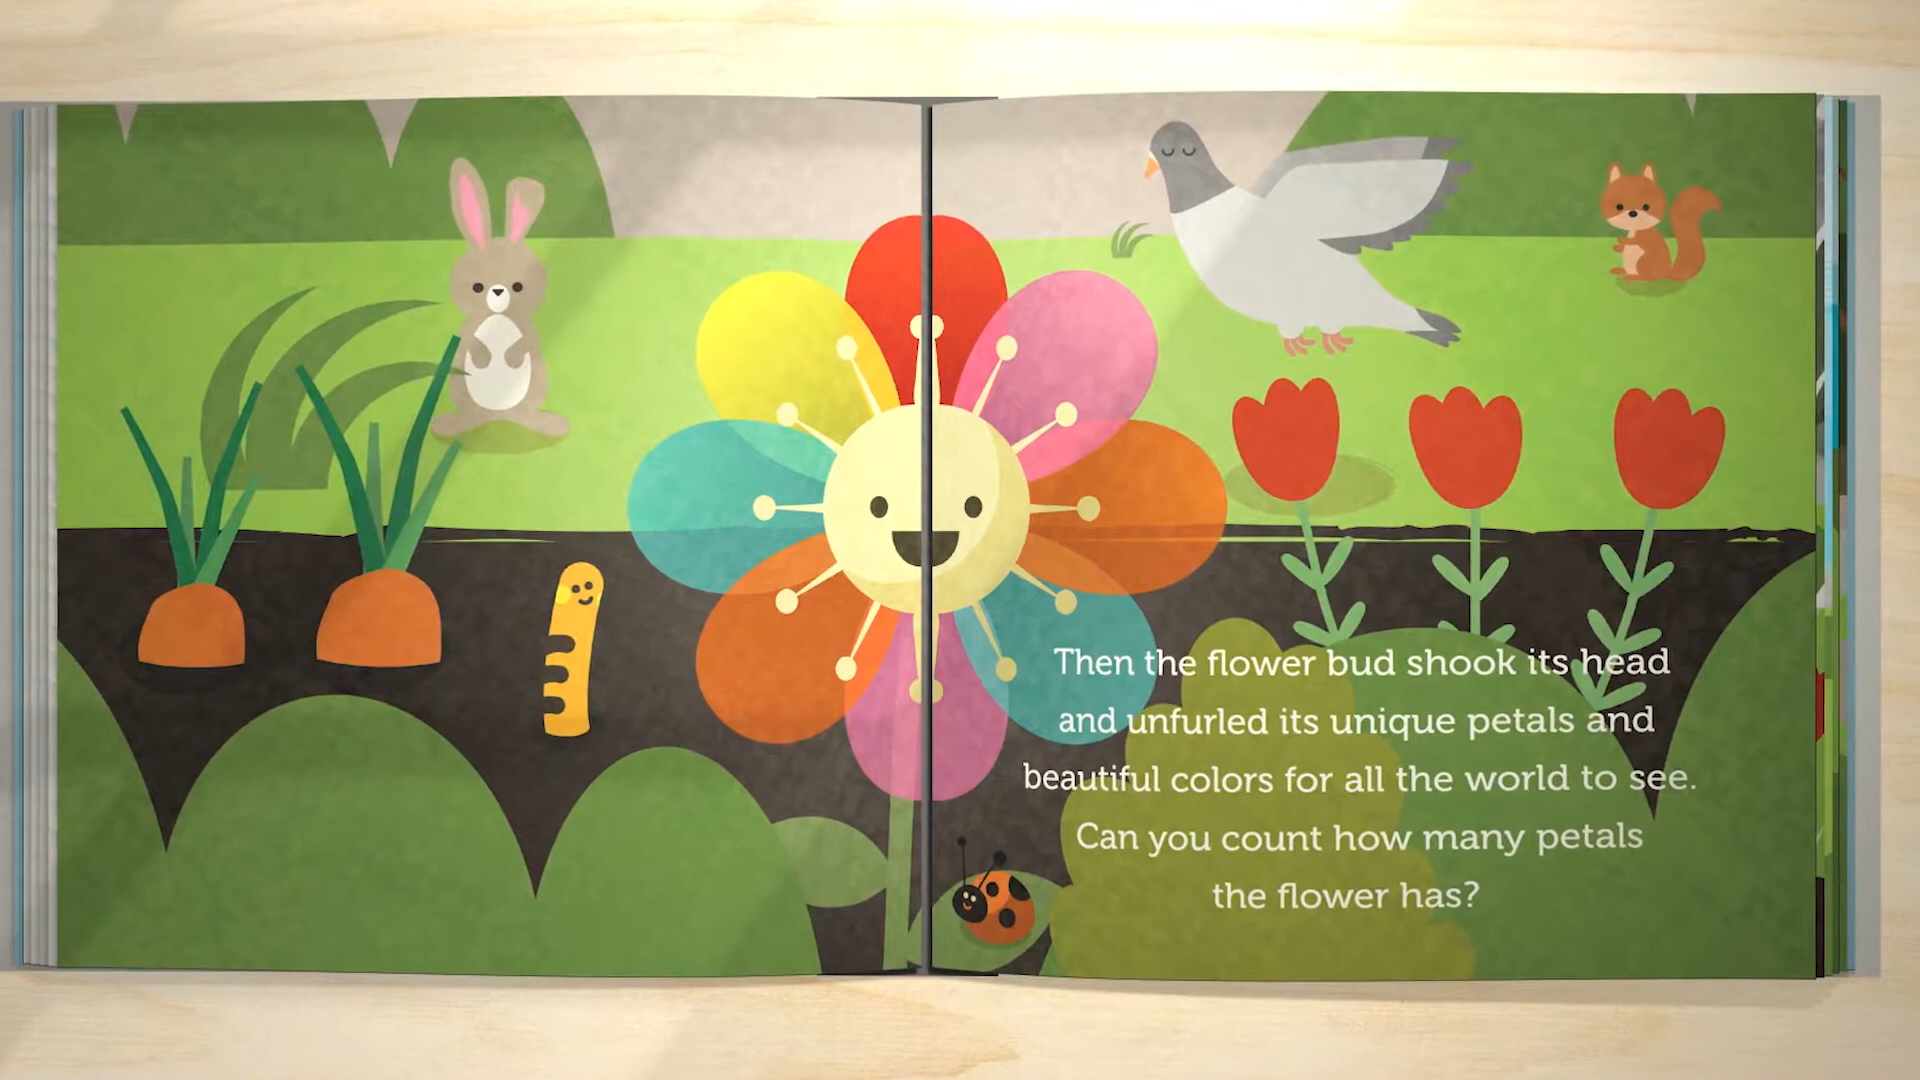 Then the flower bud shook its head
and unfurled its unique petals and
beautiful colors for all the world to see.
Can you count how many petals
the flower has?